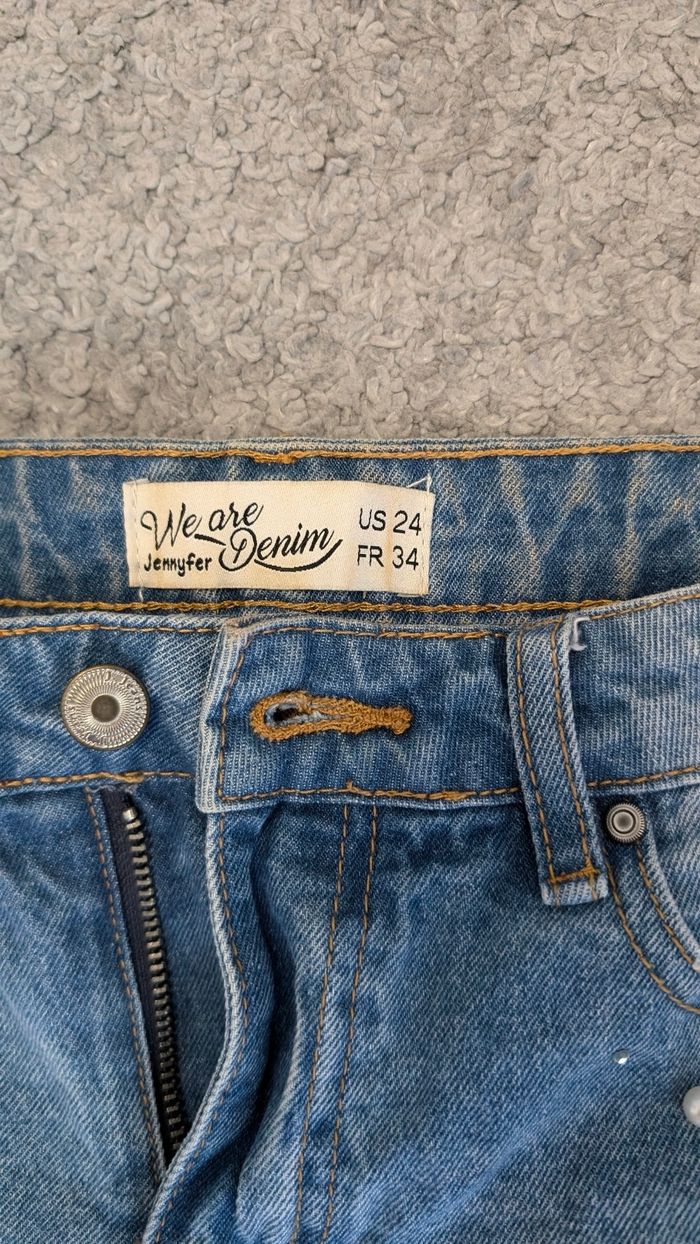 We are
Denim
Jennyfer
US 24
FR 34